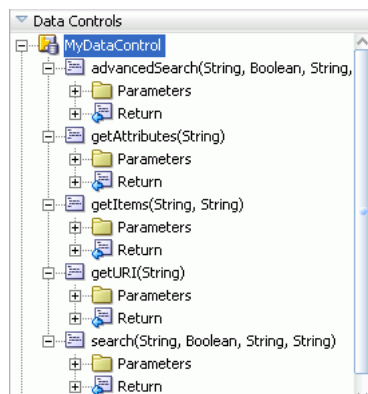 Data Controls
MyDataControl
advancedSearch(String, Boolean, String,
Parameters
Return
getAttributes(String)
Parameters
Return
getItems(String, String)
Parameters
Return
getURI(String)
Parameters
Return
search(String, Boolean, String, String)
Parameters
Return